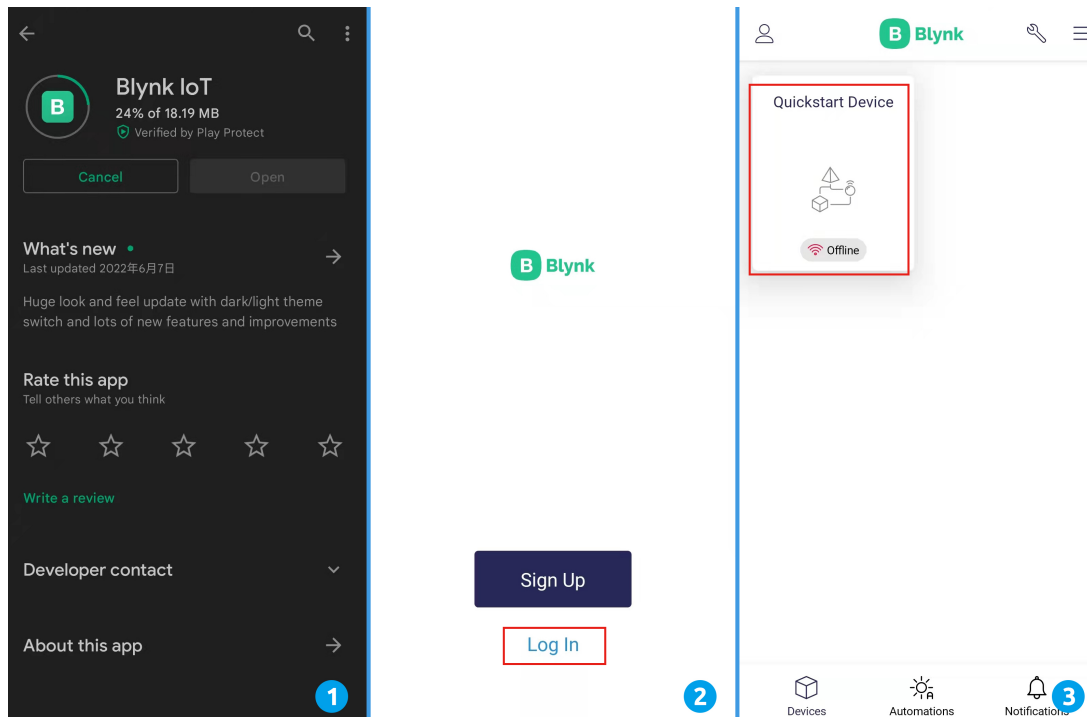 Blynk IoT
24% of 18.19 MB
Verified by Play Protect
Cancel
Open
What's new
Last updated 2022年6月7日
Huge look and feel update with dark/light theme
switch and lots of new features and improvements
Rate this app
Tell others what you think
Write a review
Developer contact
About this app
1
B Blynk
Sign Up
Log In
2
B Blynk
Quickstart Device
Offline
Devices
Automations
Notifications
3